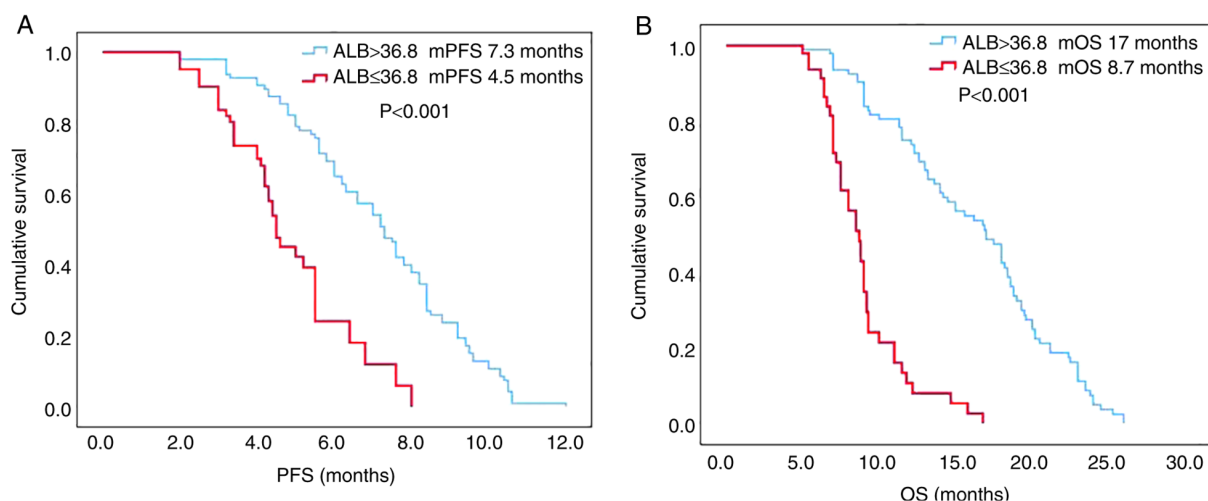 A
ALB>36.8 mPFS 7.3 months
ALB≤36.8 mPFS 4.5 months
P<0.001
Cumulative survival
1.0
0.8
0.6
0.4
0.2
0.0
0.0 2.0 4.0 6.0 8.0 10.0 12.0
PFS (months)
B
ALB>36.8 mOS 17 months
ALB≤36.8 mOS 8.7 months
P<0.001
Cumulative survival
1.0
0.8
0.6
0.4
0.2
0.0
0.0 5.0 10.0 15.0 20.0 25.0 30.0
OS (months)